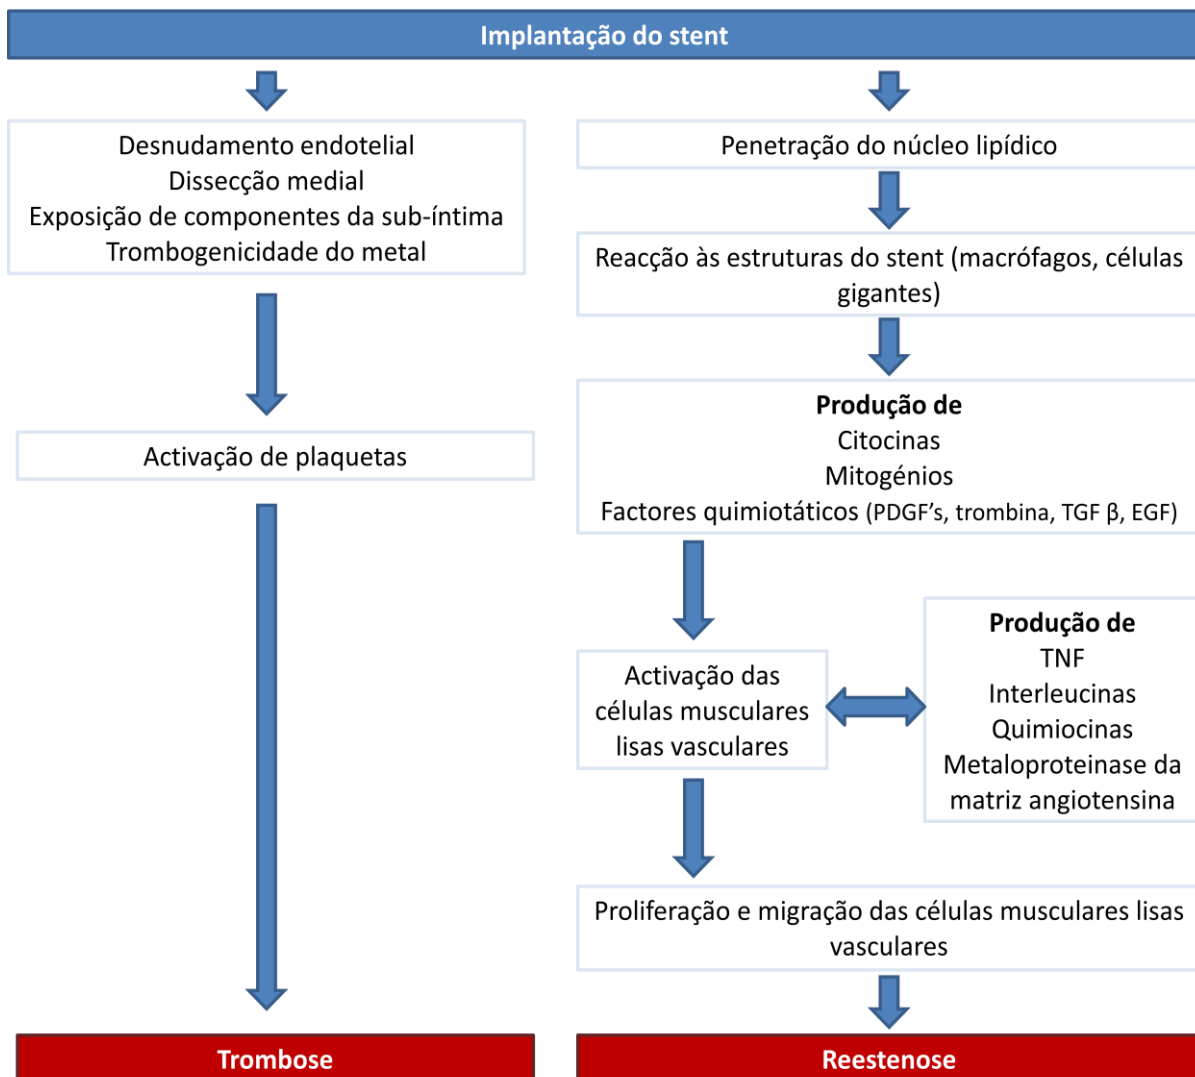 Implantação do stent
Desnudamento endotelial
Dissecção medial
Exposição de componentes da sub-íntima
Trombogenicidade do metal
Activação de plaquetas
Trombose
Penetração do núcleo lipídico
Reacção às estruturas do stent (macrófagos, células
gigantes)
Produção de
Citocinas
Mitogénios
Factores quimiotáticos (PDGF's, trombina, TGF β, EGF)
Activação das
células musculares
lisas vasculares
Produção de
TNF
Interleucinas
Quimiocinas
Metaloproteinase da
matriz angiotensina
Proliferação e migração das células musculares lisas
vasculares
Reestenose